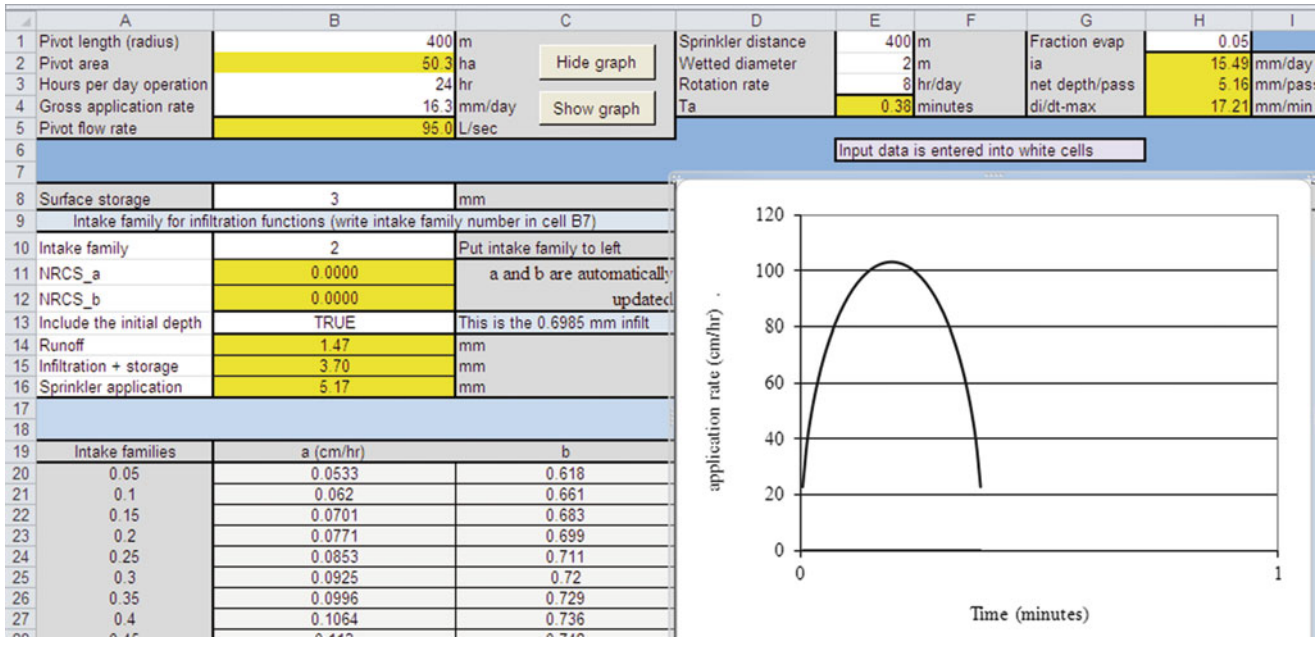 A B C D E F G H I
1 Pivot length (radius) 400 m Sprinkler distance 400 m Fraction evap 0.05
2 Pivot area 50.3 ha Hide graph Wetted diameter 2 m ia 15.49 mm/day
3 Hours per day operation 24 hr Rotation rate 8 hr/day net depth/pass 5.16 mm/pas
4 Gross application rate 16.3 mm/day Show graph Ta 0.38 minutes di/dt-max 17.21 mm/min
5 Pivot flow rate 95.0 L/sec
6 Input data is entered into white cells
7
8 Surface storage 3 mm
9 Intake family for infiltration functions (write intake family number in cell B7)
10 Intake family 2 Put intake family to left
11 NRCS_a 0.0000 a and b are automatically
12 NRCS_b 0.0000 updated
13 Include the initial depth TRUE This is the 0.6985 mm infilt
14 Runoff 1.47 mm
15 Infiltration + storage 3.70 mm
16 Sprinkler application 5.17 mm
17
18
19 Intake families a (cm/hr) b
20 0.05 0.0533 0.618
21 0.1 0.062 0.661
22 0.15 0.0701 0.683
23 0.2 0.0771 0.699
24 0.25 0.0853 0.711
25 0.3 0.0925 0.72
26 0.35 0.0996 0.729
27 0.4 0.1064 0.736
120
100
80
60
40
20
0
application rate (cm/hr) .
0 1
Time (minutes)